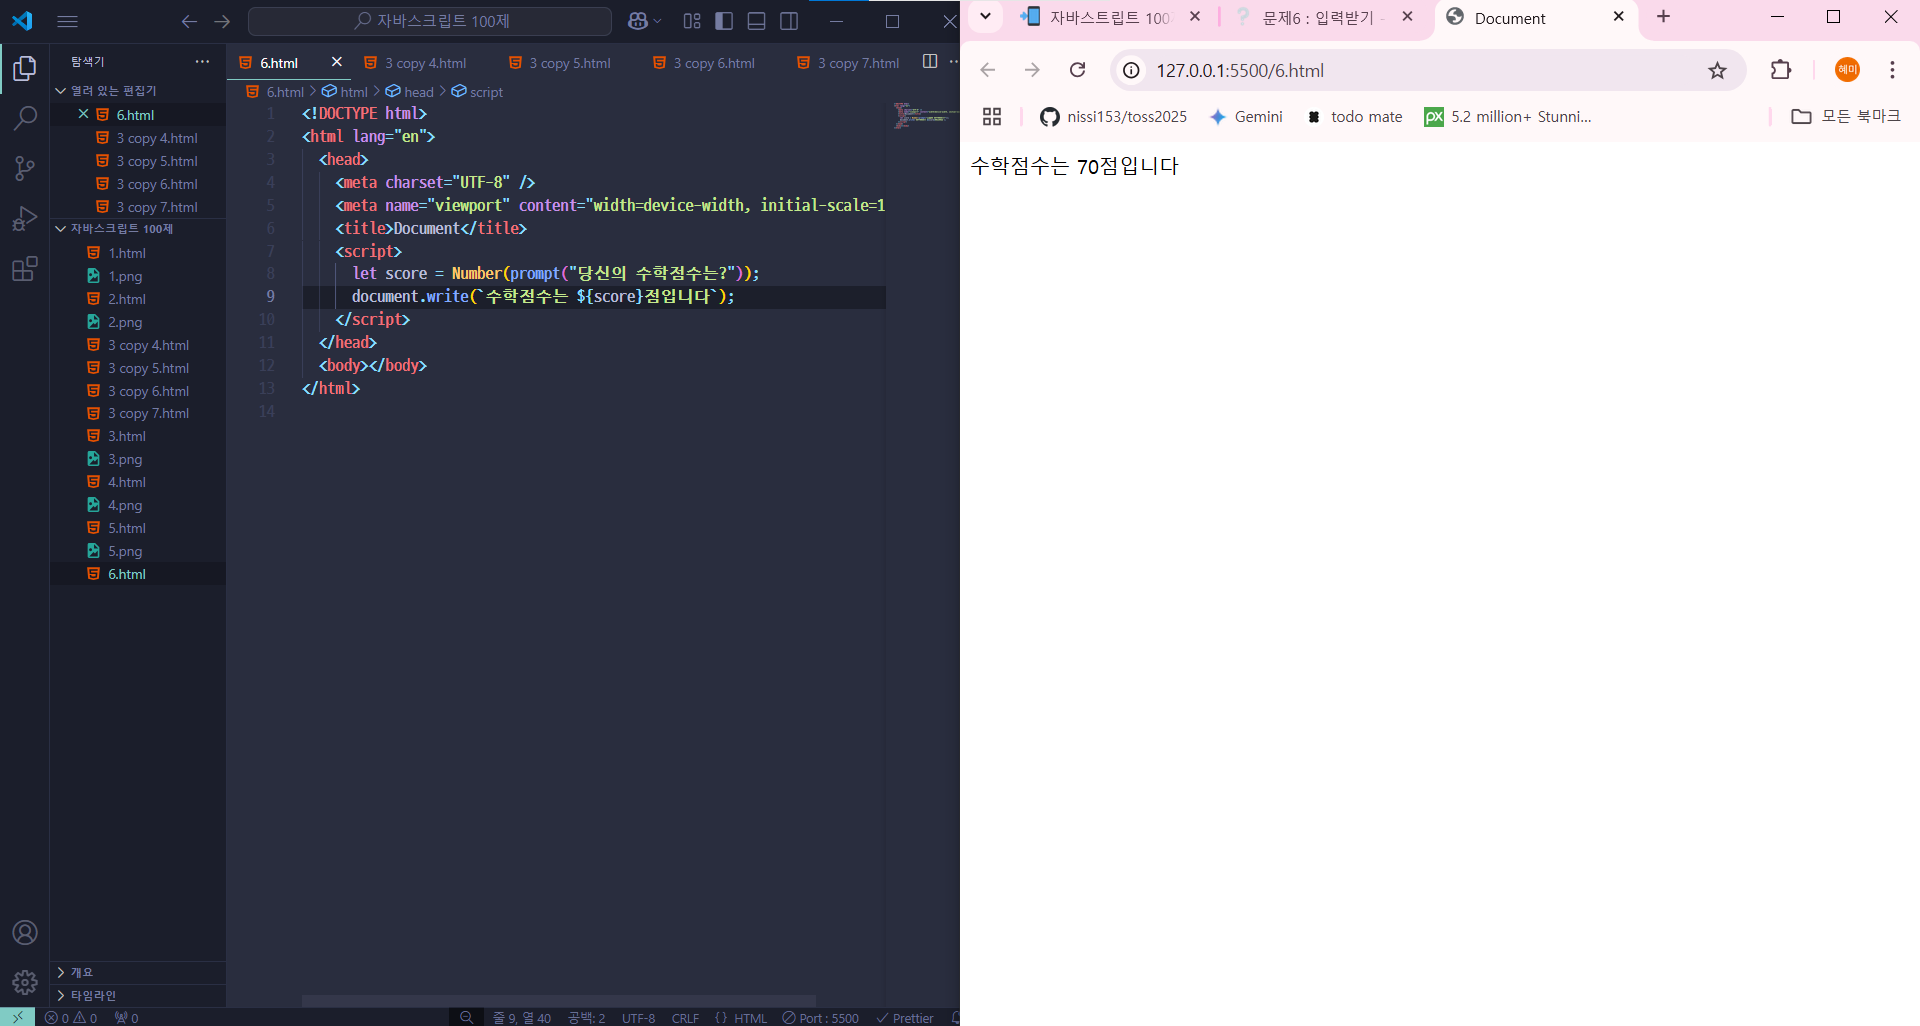 자바스크립트 100제
탐색기
열려 있는 편집기
6.html
3 copy 4.html
3 copy 5.html
3 copy 6.html
3 copy 7.html
자바스크립트 100제
1.html
1.png
2.html
2.png
3 copy 4.html
3 copy 5.html
3 copy 6.html
3 copy 7.html
3.html
3.png
4.html
4.png
5.html
5.png
6.html
개요
타임라인
6.html
3 copy 4.html
3 copy 5.html
3 copy 6.html
3 copy 7.html
6.html > html > head > script
1 <!DOCTYPE html>
2 <html lang="en">
3 <head>
4 <meta charset="UTF-8" />
5 <meta name="viewport" content="width=device-width, initial-scale=1
6 <title>Document</title>
7 <script>
8 let score = Number(prompt("당신의 수학점수는?"));
9 document.write(`수학점수는 ${score}점입니다`);
10 </script>
11 </head>
12 <body></body>
13 </html>
14
0 0 0
줄 9, 열 40 공백: 2 UTF-8 CRLF {} HTML Port : 5500 Prettier
자바스트립트 100
문제6 : 입력받기 -
Document
127.0.0.1:5500/6.html
혜미
nissi153/toss2025
Gemini
todo mate
px 5.2 million+ Stunni...
모든 북마크
수학점수는 70점입니다